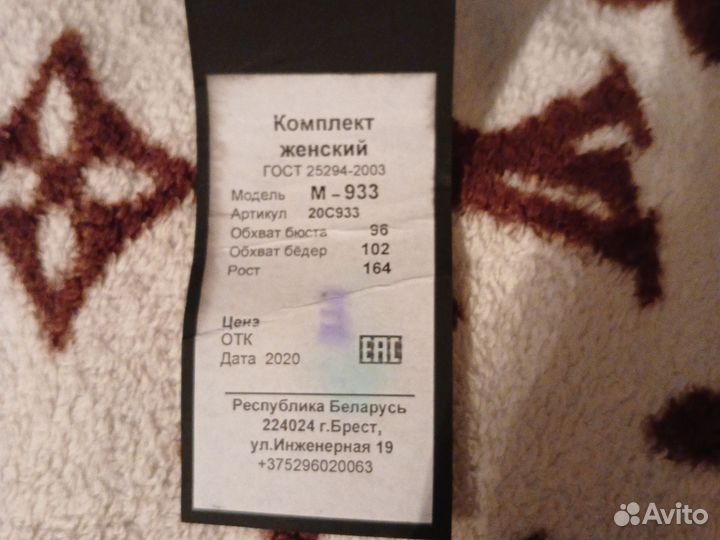 Комплект
женский
ГОСТ 25294-2003
Модель М – 933
Артикул 20С933
Обхват бюста 96
Обхват бёдер 102
Рост 164
Цена
ОТК
Дата 2020
EAC
Республика Беларусь
224024 г.Брест,
ул.Инженерная 19
+375296020063
Avito